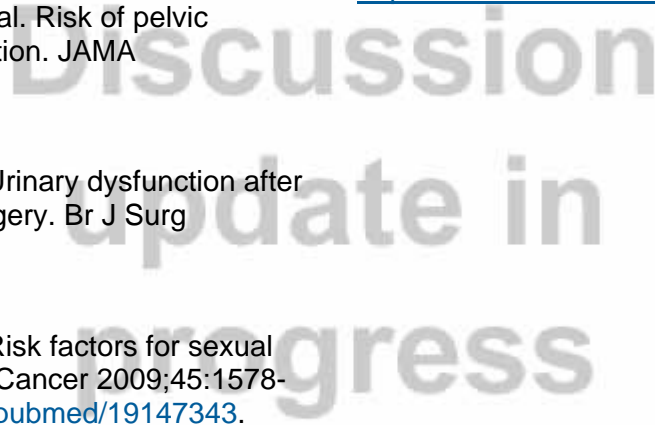 al. Risk of pelvic
tion. JAMA
Discussion
Urinary dysfunction after
gery. Br J Surg
update in
Risk factors for sexual
Cancer 2009;45:1578-
oubmed/19147343.
progress